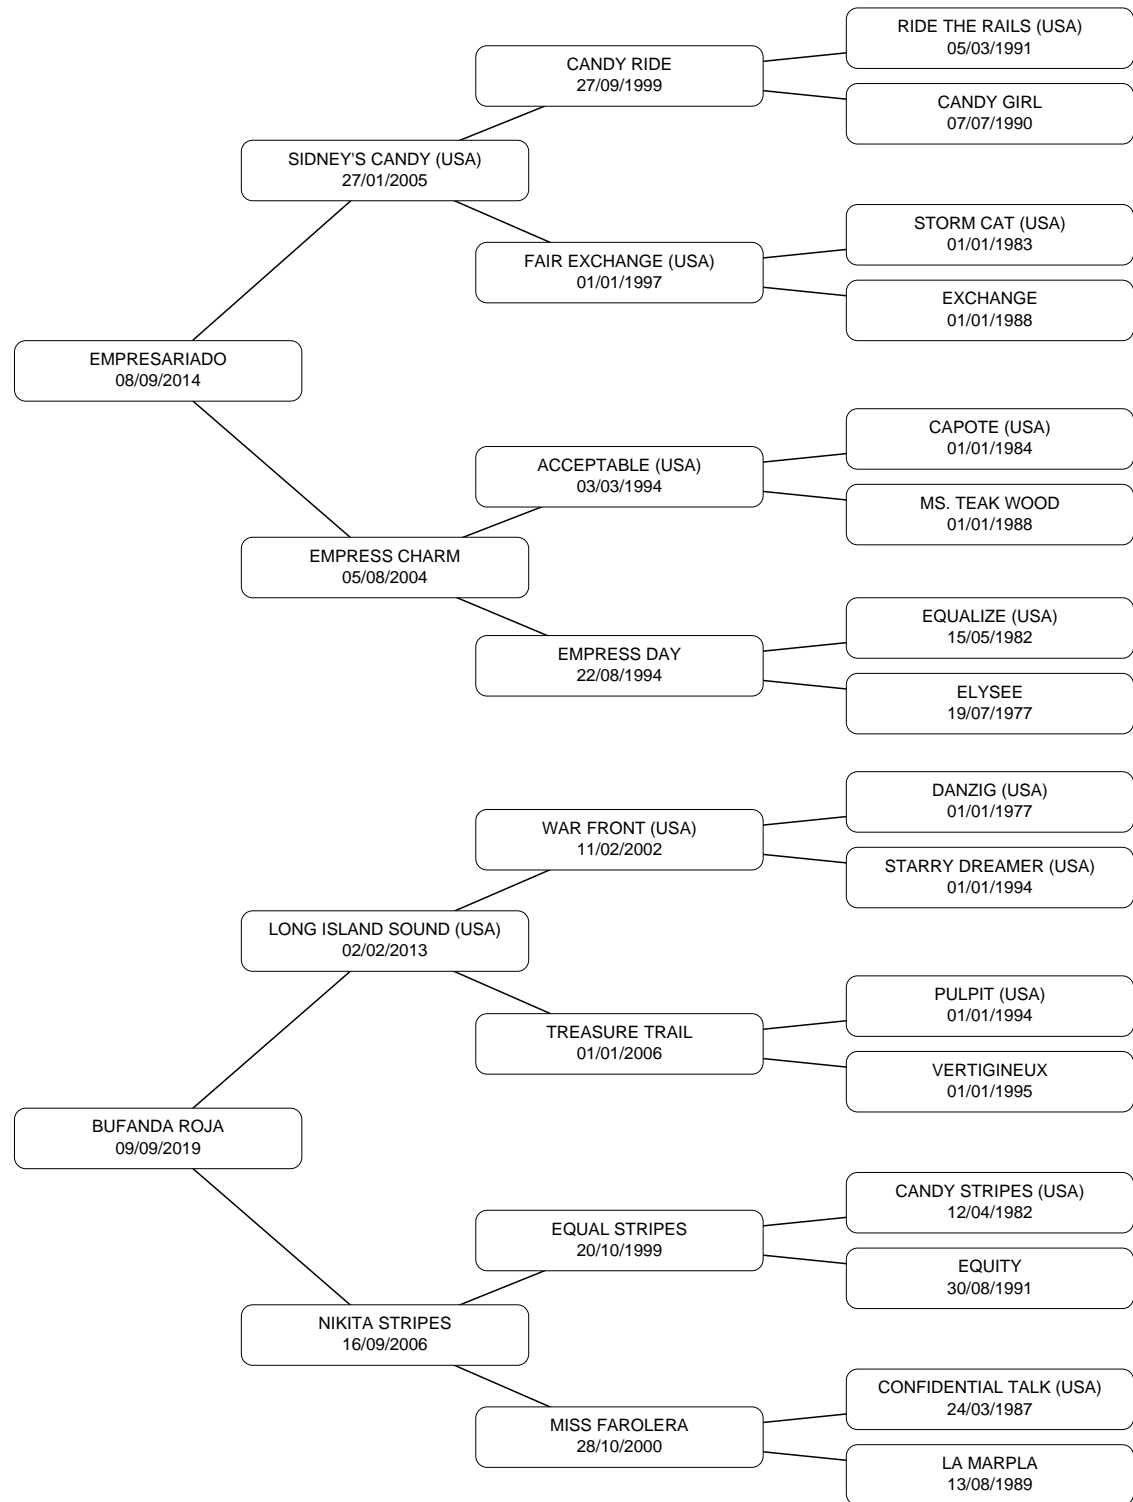 RIDE THE RAILS (USA)
05/03/1991
CANDY RIDE
27/09/1999
CANDY GIRL
07/07/1990
SIDNEY'S CANDY (USA)
27/01/2005
STORM CAT (USA)
01/01/1983
FAIR EXCHANGE (USA)
01/01/1997
EXCHANGE
01/01/1988
EMPRESARIADO
08/09/2014
CAPOTE (USA)
01/01/1984
ACCEPTABLE (USA)
03/03/1994
MS. TEAK WOOD
01/01/1988
EMPRESS CHARM
05/08/2004
EQUALIZE (USA)
15/05/1982
EMPRESS DAY
22/08/1994
ELYSEE
19/07/1977
DANZIG (USA)
01/01/1977
WAR FRONT (USA)
11/02/2002
STARRY DREAMER (USA)
01/01/1994
LONG ISLAND SOUND (USA)
02/02/2013
PULPIT (USA)
01/01/1994
TREASURE TRAIL
01/01/2006
VERTIGINEUX
01/01/1995
BUFANDA ROJA
09/09/2019
CANDY STRIPES (USA)
12/04/1982
EQUAL STRIPES
20/10/1999
EQUITY
30/08/1991
NIKITA STRIPES
16/09/2006
CONFIDENTIAL TALK (USA)
24/03/1987
MISS FAROLERA
28/10/2000
LA MARPLA
13/08/1989